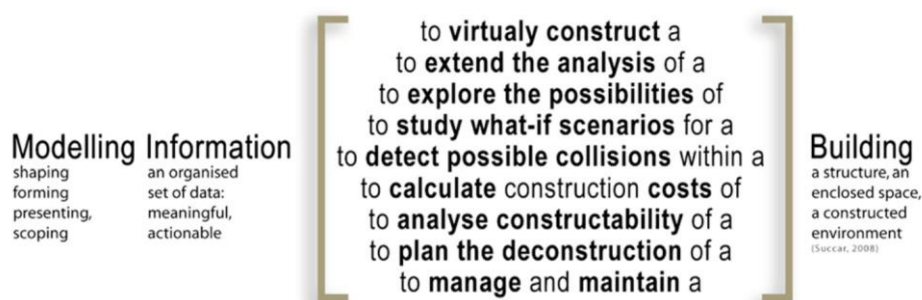 Modelling
shaping
forming
presenting,
scoping
Information
an organised
set of data:
meaningful,
actionable
to virtualy construct a
to extend the analysis of a
to explore the possibilities of
to study what-if scenarios for a
to detect possible collisions within a
to calculate construction costs of
to analyse constructability of a
to plan the deconstruction of a
to manage and maintain a
Building
a structure, an
enclosed space,
a constructed
environment
(Succar, 2008)